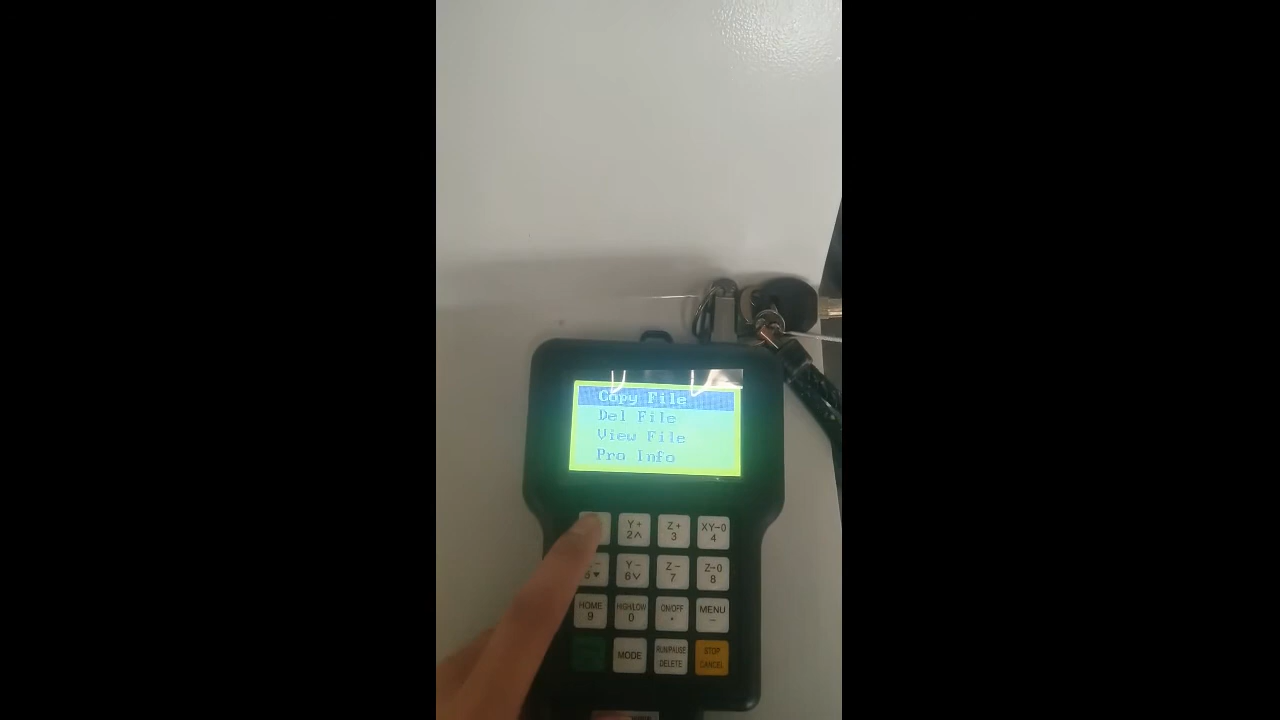 Copy File
Del File
View File
Pro Info
Y+ Z+ XY-0
2∧ 3 4
Y- Z- Z-0
6∨ 7 8
HOME HIGH/LOW ON/OFF MENU
9 0 . -
MODE RUN/PAUSE STOP
DELETE CANCEL